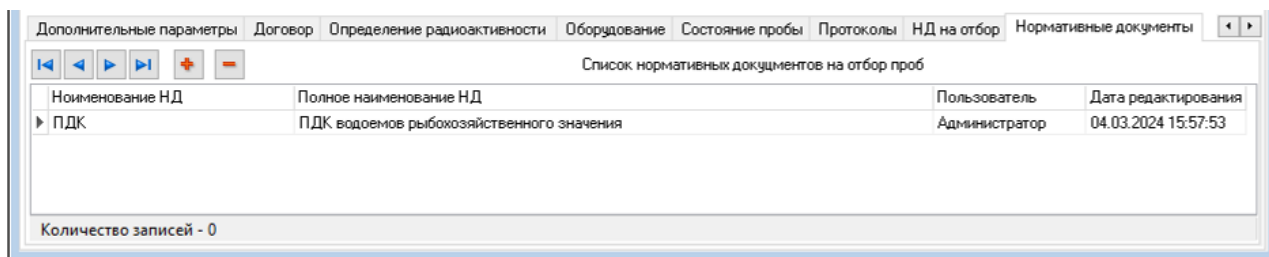 Дополнительные параметры Договор Определение радиоактивности Оборудование Состояние пробы Протоколы НД на отбор Нормативные документы
Список нормативных докуцментов на отбор проб
Ноименование НД Полное наименование НД Пользователь Дата редактирования
ПДК ПДК водоемов рыбохозяйственного значения Администратор 04.03.2024 15:57:53
Количество записей - 0